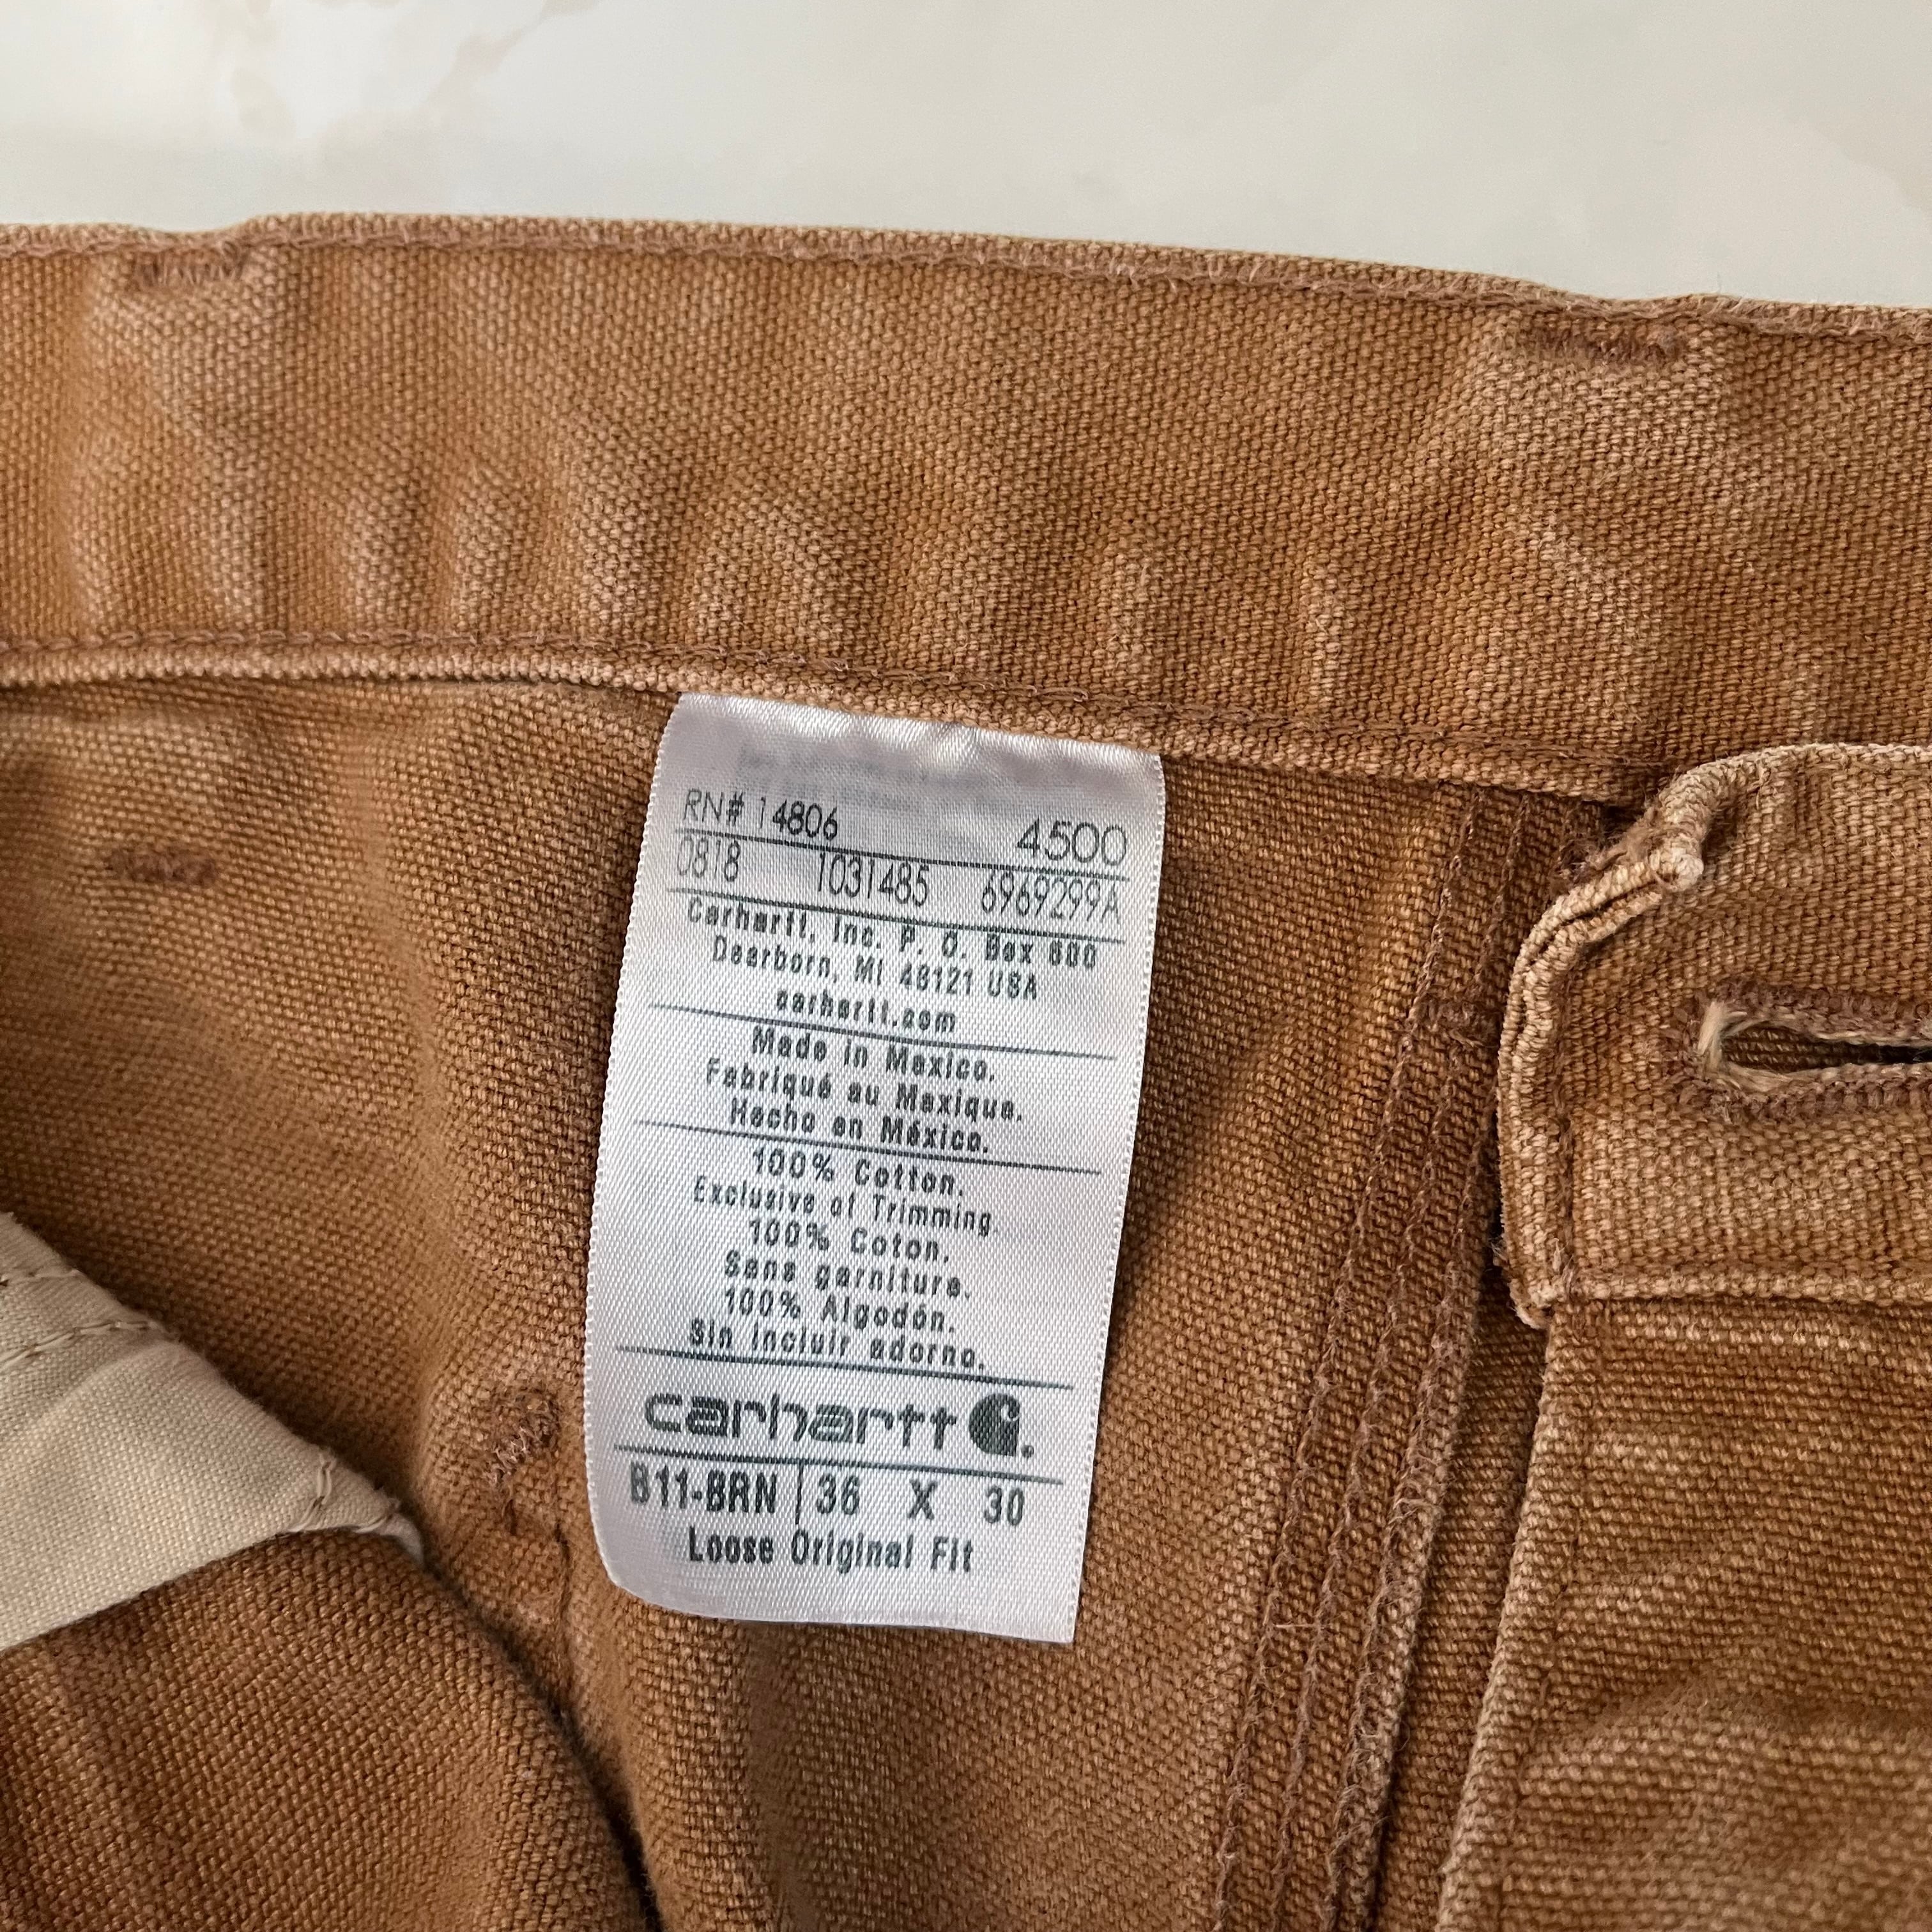 RN# 14806 4500
0818 1031485 6969299A
Carhartt, Inc. P. O. Box 600
Dearborn, MI 48121 USA
carhartt.com
Made in Mexico.
Fabriqué au Mexique.
Hecho en México.
100% Cotton.
Exclusive of Trimming.
100% Coton.
Sans garniture.
100% Algodón.
Sin incluir adorno.
carhartt
B11-BRN | 36 X 30
Loose Original Fit